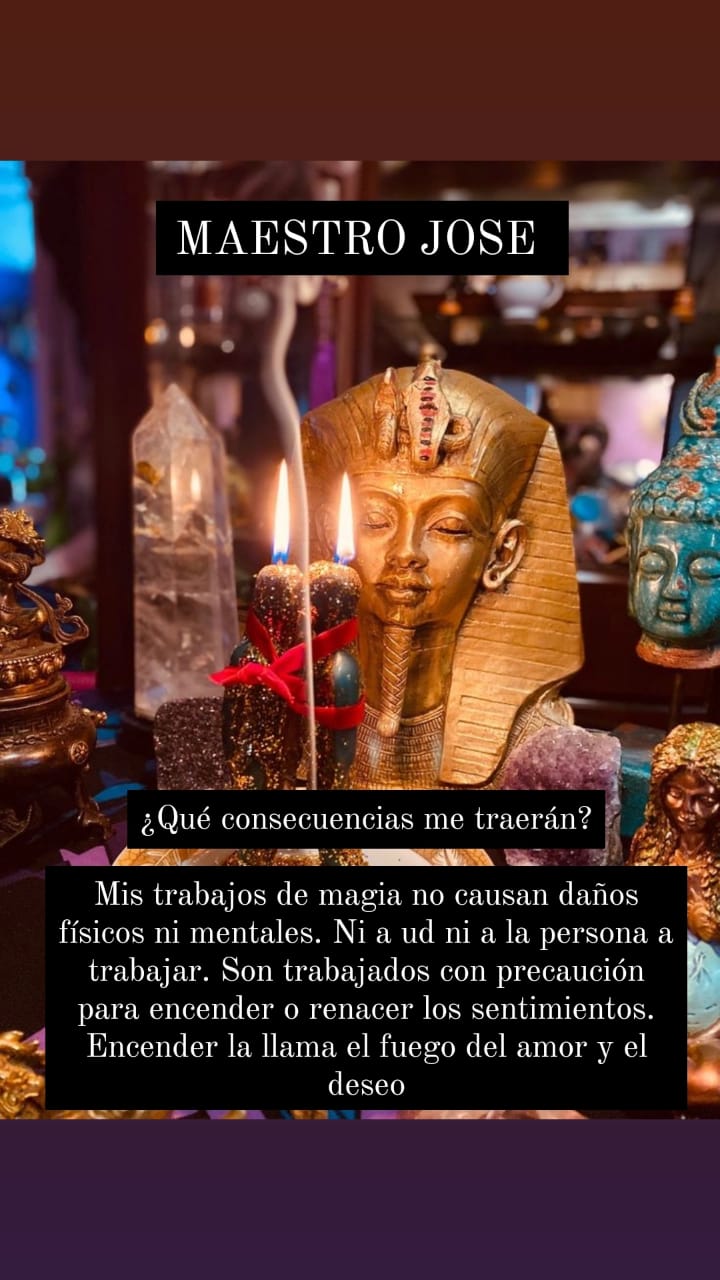 MAESTRO JOSE
¿Qué consecuencias me traerán?
Mis trabajos de magia no causan daños
físicos ni mentales. Ni a ud ni a la persona a
trabajar. Son trabajados con precaución
para encender o renacer los sentimientos.
Encender la llama el fuego del amor y el
deseo